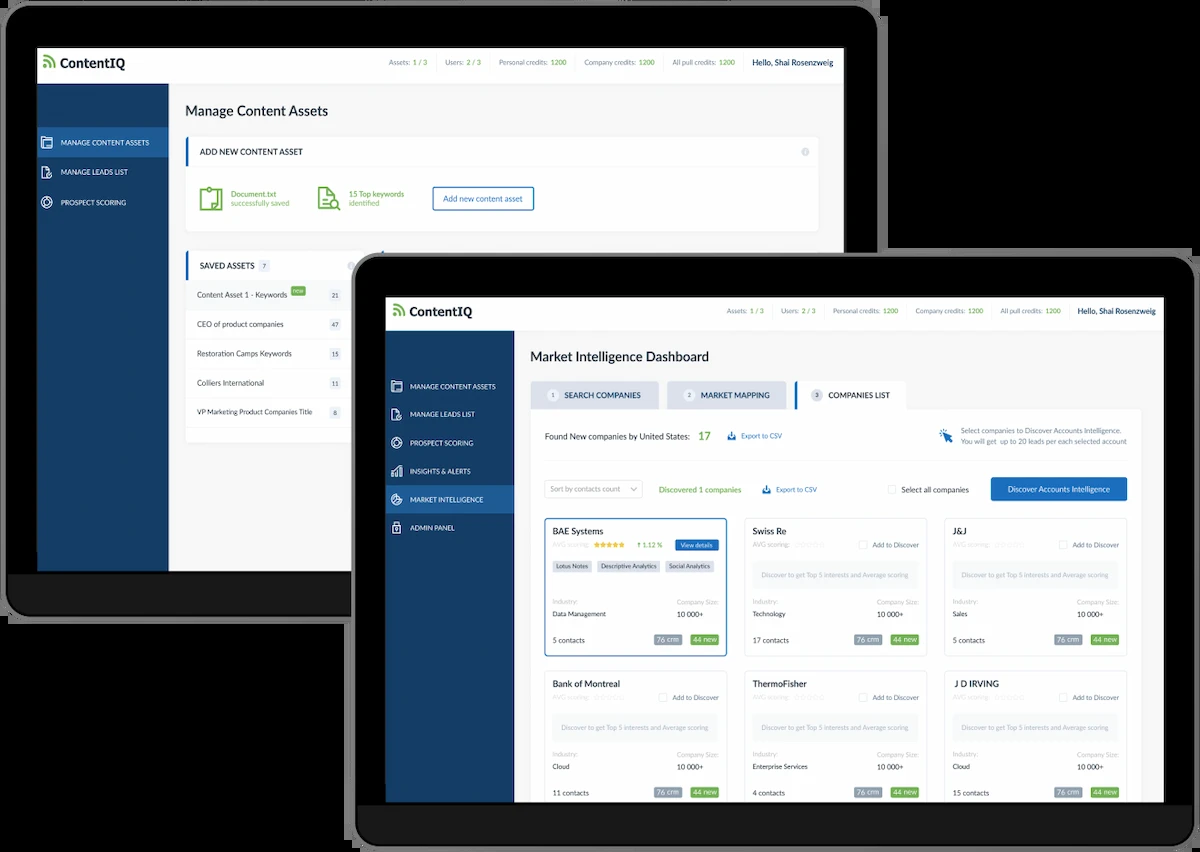 ContentIQ
Assets: 1 / 3 Users: 2 / 3 Personal credits: 1200 Company credits: 1200 All pull credits: 1200 Hello, Shai Rosenzweig
MANAGE CONTENT ASSETS
MANAGE LEADS LIST
PROSPECT SCORING
Manage Content Assets
ADD NEW CONTENT ASSET
Document.txt
successfully saved
15 Top keywords
identified
Add new content asset
SAVED ASSETS 7
Content Asset 1 - Keywords new 21
CEO of product companies 47
Restoration Camps Keywords 15
Colliers International 11
VP Marketing Product Companies Title 8
ContentIQ
Assets: 1 / 3 Users: 2 / 3 Personal credits: 1200 Company credits: 1200 All pull credits: 1200 Hello, Shai Rosenzweig
MANAGE CONTENT ASSETS
MANAGE LEADS LIST
PROSPECT SCORING
INSIGHTS & ALERTS
MARKET INTELLIGENCE
ADMIN PANEL
Market Intelligence Dashboard
1 SEARCH COMPANIES 2 MARKET MAPPING 3 COMPANIES LIST
Found New companies by United States: 17 Export to CSV
Select companies to Discover Accounts Intelligence.
You will get up to 20 leads per each selected account
Sort by contacts count Discovered 1 companies Export to CSV Select all companies Discover Accounts Intelligence
BAE Systems
AVG scoring: 1.12 % View details
Lotus Notes Descriptive Analytics Social Analytics
Industry: Company Size:
Data Management 10 000+
5 contacts 76 crm 44 new
Swiss Re
AVG scoring: Add to Discover
Discover to get Top 5 interests and Average scoring
Industry: Company Size:
Technology 10 000+
17 contacts 76 crm 44 new
J&J
AVG scoring: Add to Discover
Discover to get Top 5 interests and Average scoring
Industry: Company Size:
Sales 10 000+
5 contacts 76 crm 44 new
Bank of Montreal
AVG scoring: Add to Discover
Discover to get Top 5 interests and Average scoring
Industry: Company Size:
Cloud 10 000+
11 contacts 76 crm 44 new
ThermoFisher
AVG scoring: Add to Discover
Discover to get Top 5 interests and Average scoring
Industry: Company Size:
Enterprise Services 10 000+
4 contacts 76 crm 44 new
J D IRVING
AVG scoring: Add to Discover
Discover to get Top 5 interests and Average scoring
Industry: Company Size:
Cloud 10 000+
15 contacts 76 crm 44 new